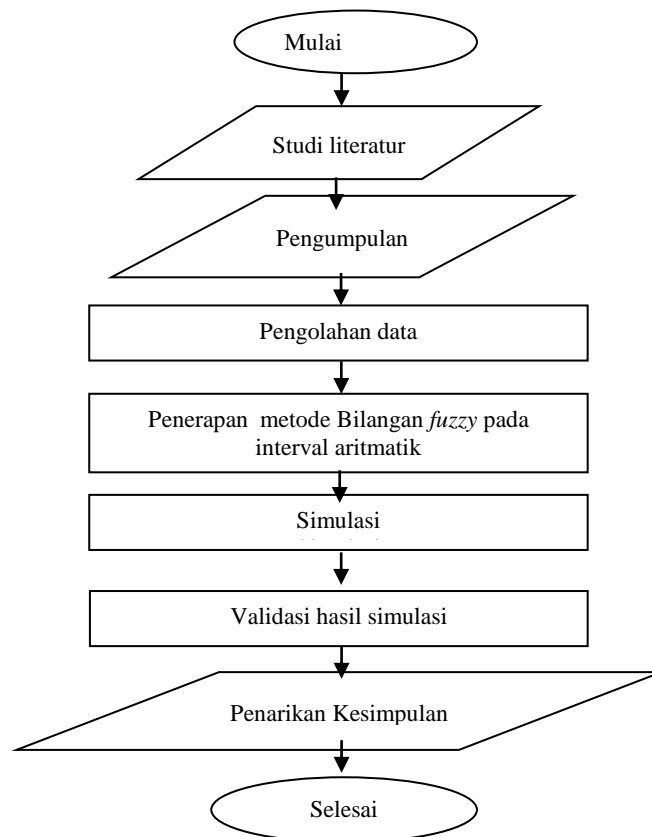 Mulai
Studi literatur
Pengumpulan
Pengolahan data
Penerapan metode Bilangan fuzzy pada
interval aritmatik
Simulasi
Validasi hasil simulasi
Penarikan Kesimpulan
Selesai